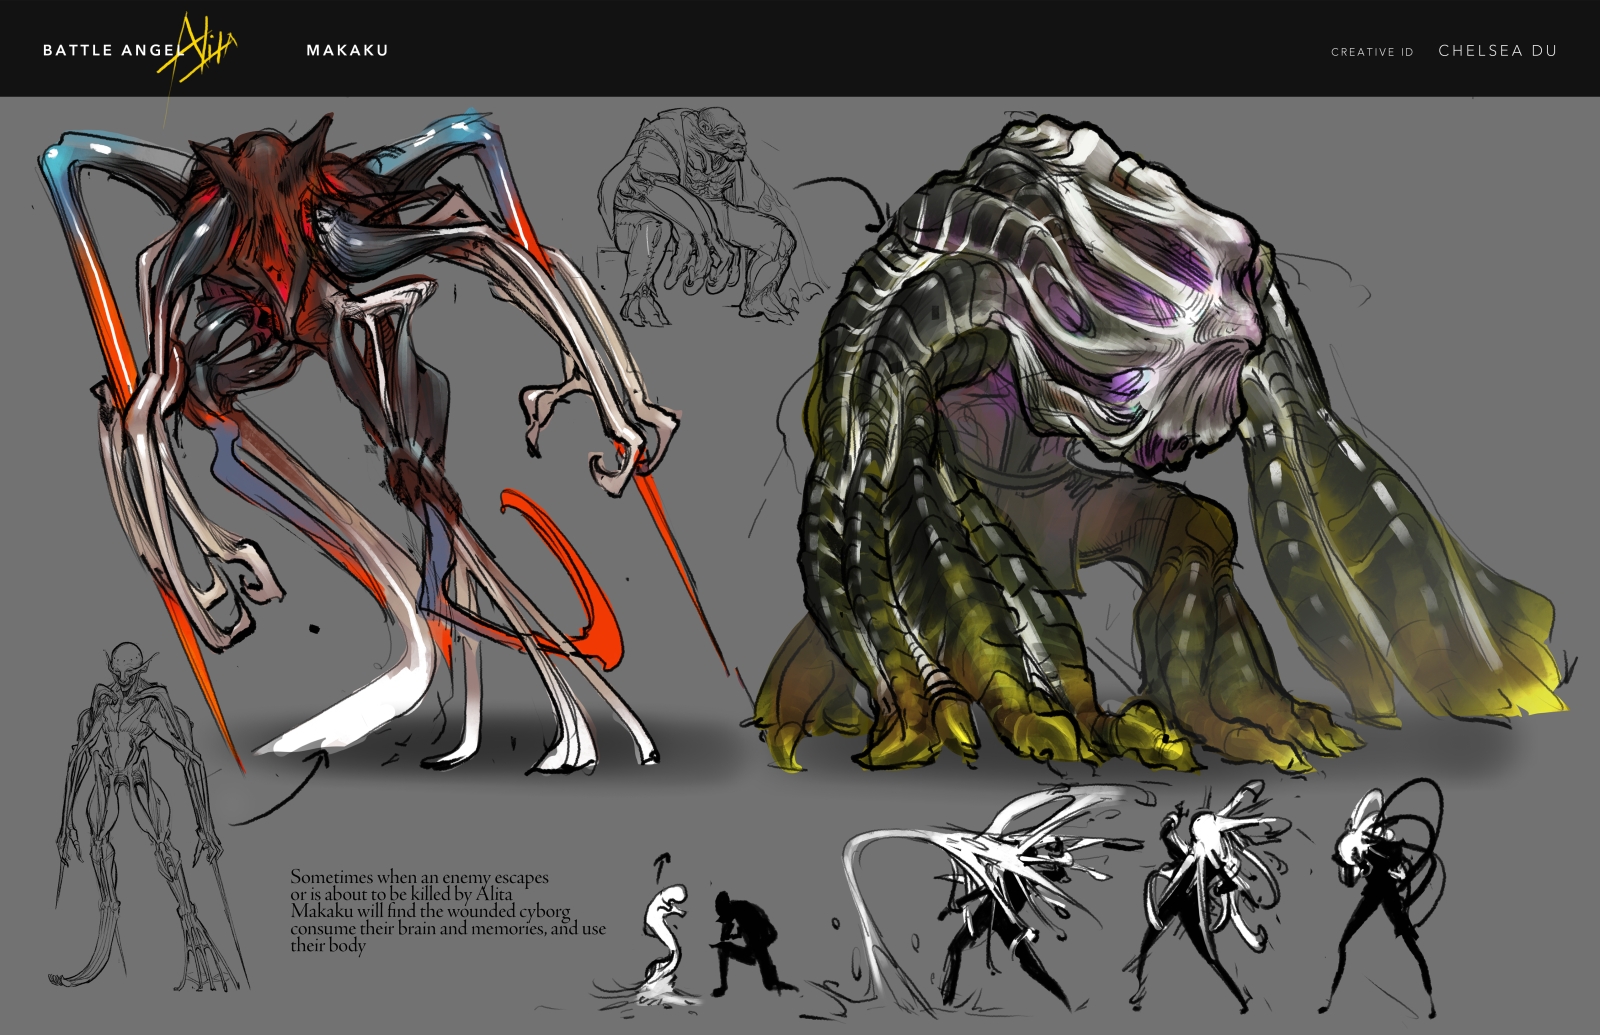 BATTLE ANGEL Alita
MAKAKU
CREATIVE ID CHELSEA DU
Sometimes when an enemy escapes
or is about to be killed by Alita
Makaku will find the wounded cyborg
consume their brain and memories, and use
their body